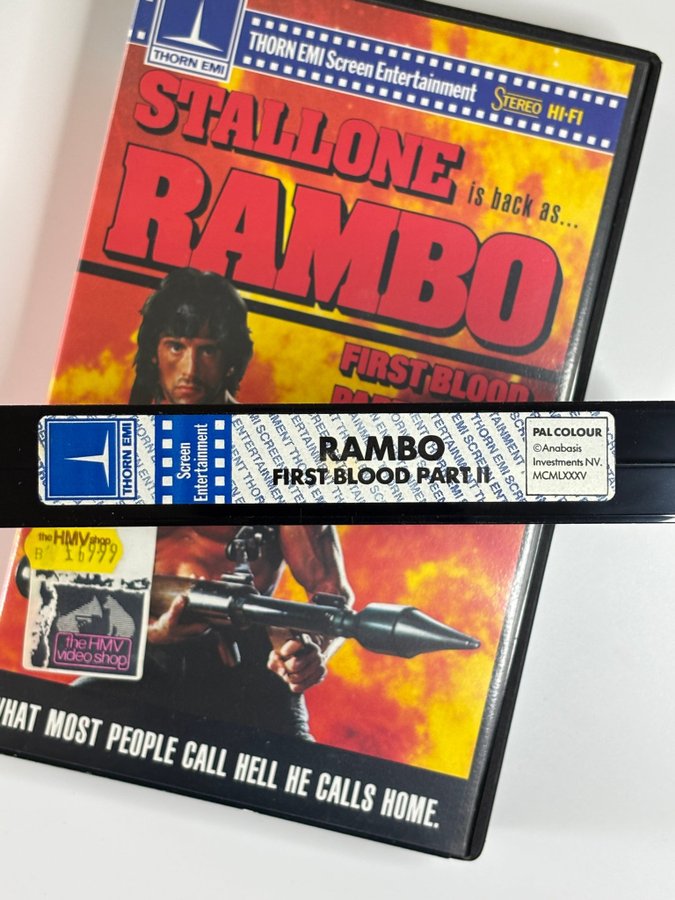 THORN EMI
THORN EMI Screen Entertainment
STEREO HI-FI
STALLONE
is back as...
RAMBO
FIRST BLOOD
THORN EMI
Screen
Entertainment
RAMBO
FIRST BLOOD PART II
PAL COLOUR
©Anabasis
Investments NV.
MCMLXXXV
the HMV shop
the HMV
video shop
WHAT MOST PEOPLE CALL HELL HE CALLS HOME.